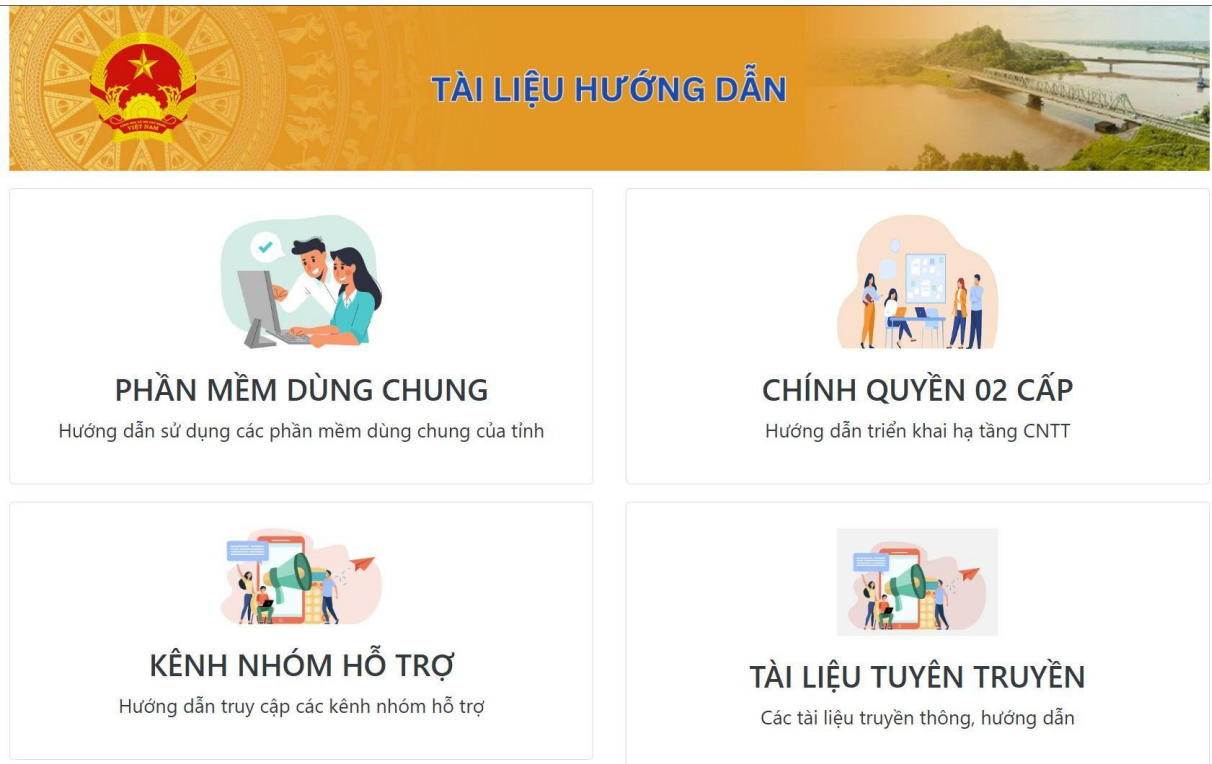 TÀI LIỆU HƯỚNG DẪN
VIỆT NAM
PHẦN MỀM DÙNG CHUNG
Hướng dẫn sử dụng các phần mềm dùng chung của tỉnh
CHÍNH QUYỀN 02 CẤP
Hướng dẫn triển khai hạ tầng CNTT
KÊNH NHÓM HỖ TRỢ
Hướng dẫn truy cập các kênh nhóm hỗ trợ
TÀI LIỆU TUYÊN TRUYỀN
Các tài liệu truyền thông, hướng dẫn